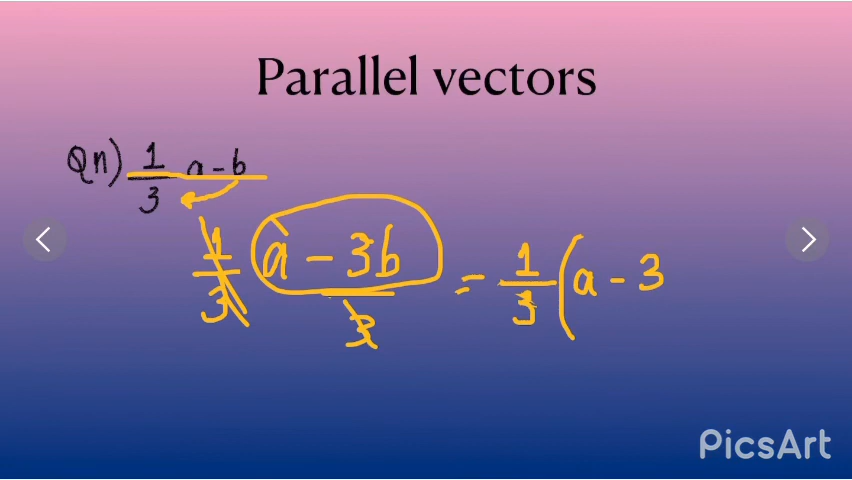 Parallel vectors
Qn) 1/3 a - b
1/3 a - 3b / 3 = 1/3 (a - 3
PicsArt